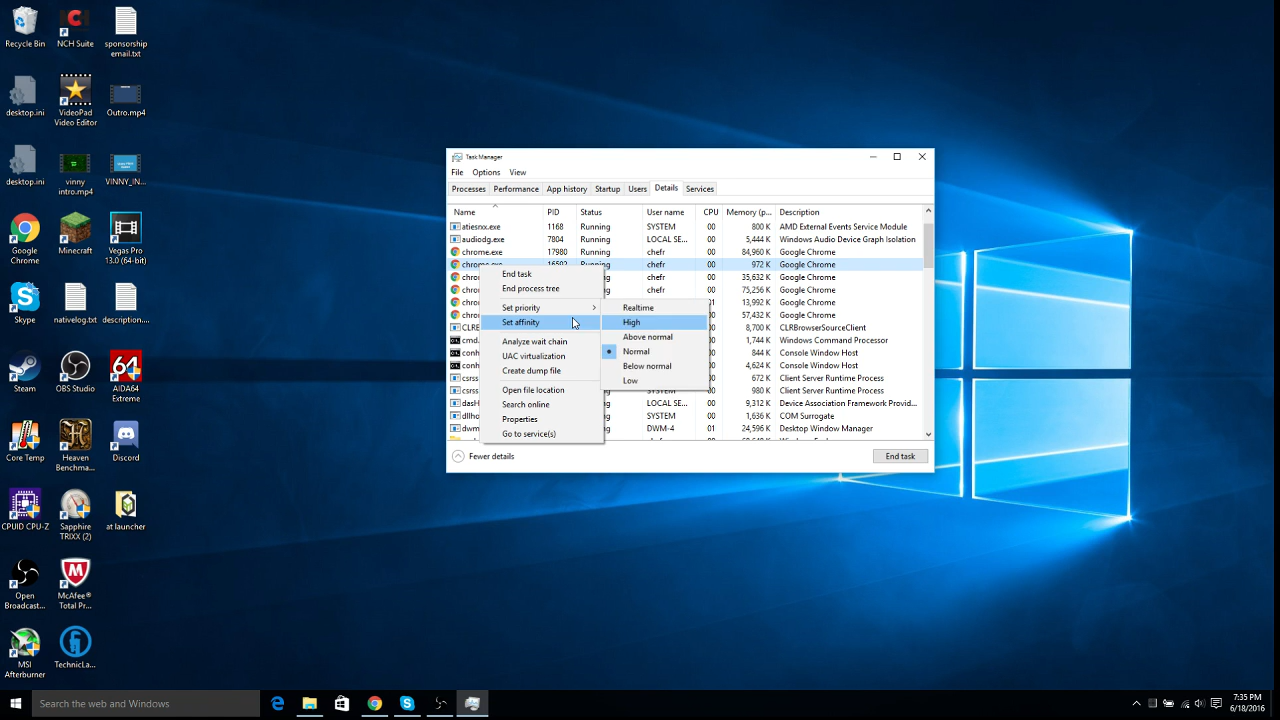 Recycle Bin
NCH Suite
sponsorship
email.txt
desktop.ini
VideoPad
Video Editor
Outro.mp4
desktop.ini
vinny
intro.mp4
VINNY_IN...
Google
Chrome
Minecraft
Vegas Pro
13.0 (64-bit)
Skype
nativelog.txt
description....
Steam
OBS Studio
64
AIDA64
Extreme
Core Temp
Heaven
Benchma...
Discord
CPUID CPU-Z
Sapphire
TRIXX (2)
at launcher
Open
Broadcast...
McAfee®
Total Pr...
MSI
Afterburner
TechnicLa...
Task Manager
File Options View
Processes Performance App history Startup Users Details Services
Name PID Status User name CPU Memory (p... Description
atiesrxx.exe 1168 Running SYSTEM 00 800 K AMD External Events Service Module
audiodg.exe 7804 Running LOCAL SE... 00 5,444 K Windows Audio Device Graph Isolation
chrome.exe 17980 Running chefr 00 84,960 K Google Chrome
chrome.exe 16592 Running chefr 00 972 K Google Chrome
chro chefr 00 35,632 K Google Chrome
chro chefr 00 75,256 K Google Chrome
chro 13,992 K Google Chrome
chro 57,432 K Google Chrome
CLRB 328 K CLRBrowserSourceClient
cmd. 1,744 K Windows Command Processor
conh 844 K Console Window Host
conh 4,624 K Console Window Host
csrss 672 K Client Server Runtime Process
csrss SYSTEM 00 980 K Client Server Runtime Process
dasH SYSTEM 00 9,312 K Device Association Framework Provid...
dllho SYSTEM 00 1,636 K COM Surrogate
dwm DWM-4 01 24,596 K Desktop Window Manager
End task
End process tree
Set priority
Set affinity
Analyze wait chain
UAC virtualization
Create dump file
Open file location
Search online
Properties
Go to service(s)
Realtime
High
Above normal
Normal
Below normal
Low
Fewer details
End task
Search the web and Windows
7:35 PM
6/18/2016